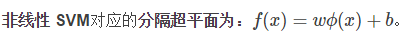 非线性 SVM对应的分隔超平面为：f(x) = wϕ(x) + b。